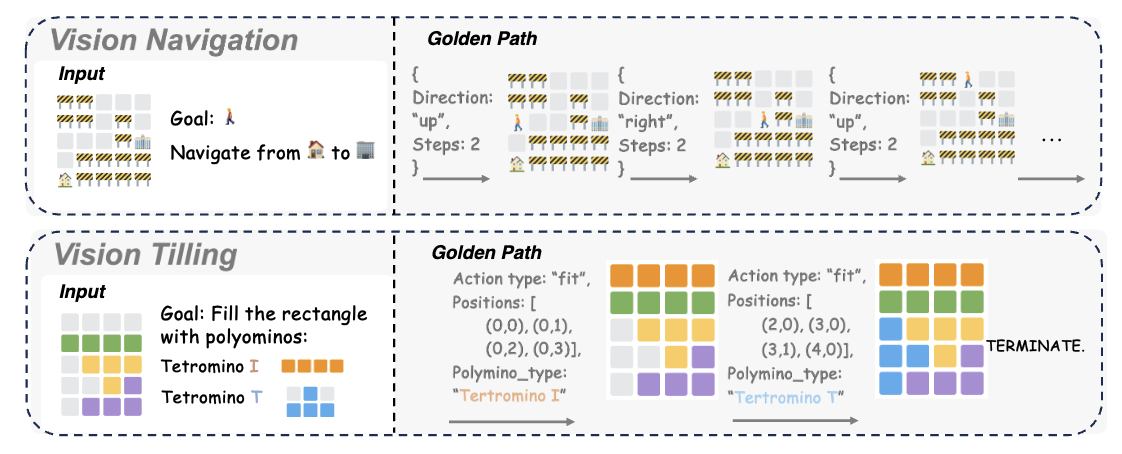 Vision Navigation
Input
Goal:
Navigate from to
Golden Path
{
Direction:
"up",
Steps: 2
}
{
Direction:
"right",
Steps: 2
}
{
Direction:
"up",
Steps: 2
}
...
Vision Tilling
Input
Goal: Fill the rectangle
with polyominos:
Tetromino I
Tetromino T
Golden Path
Action type: "fit",
Positions: [
(0,0), (0,1),
(0,2), (0,3)],
Polymino_type:
"Tertromino I"
Action type: "fit",
Positions: [
(2,0), (3,0),
(3,1), (4,0)],
Polymino_type:
"Tertromino T"
TERMINATE.